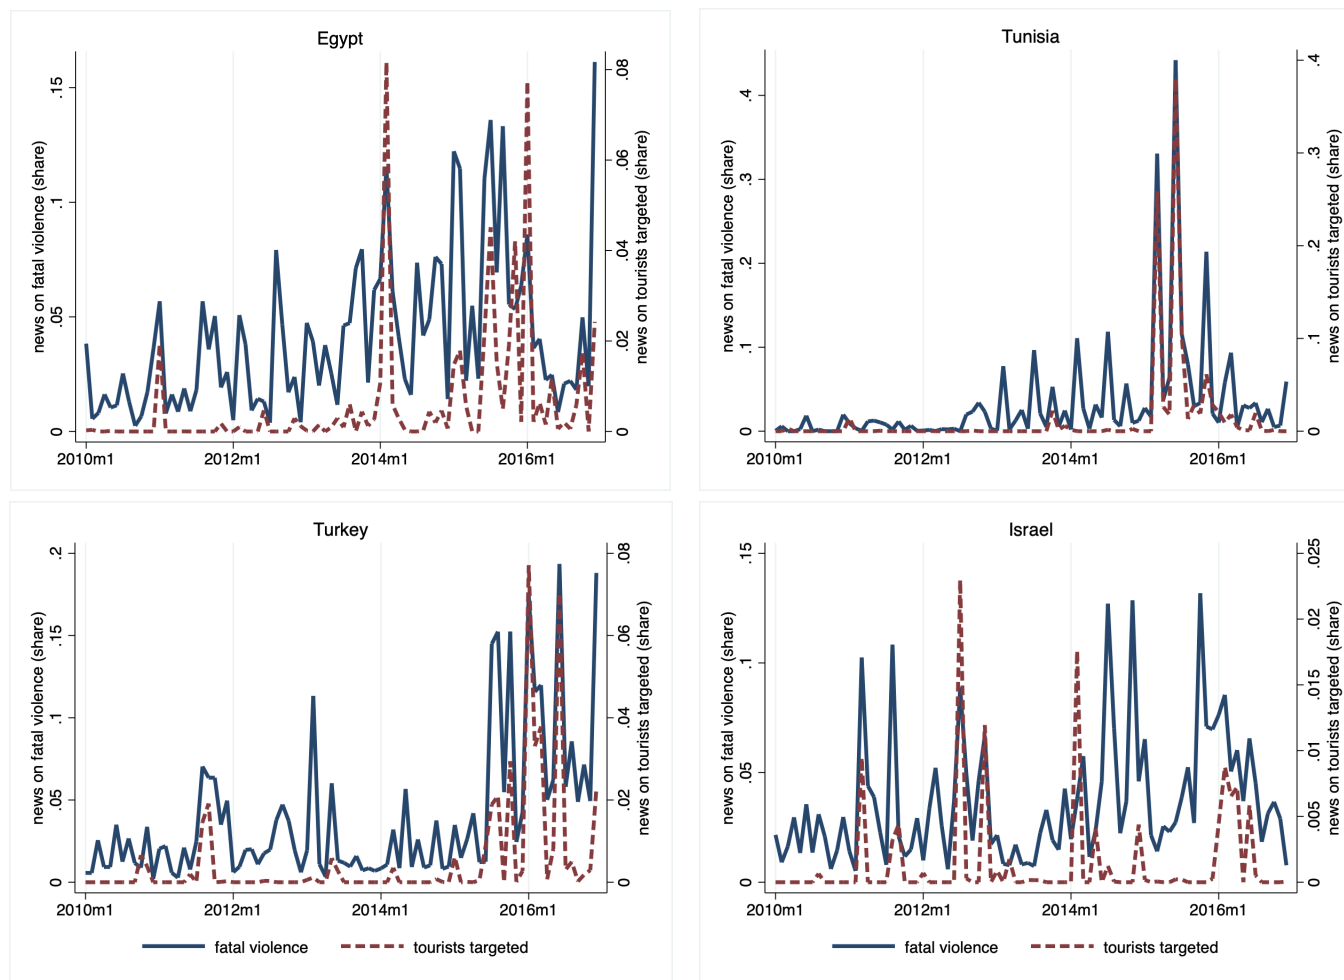 Egypt
news on fatal violence (share)
0 .05 .1 .15
news on tourists targeted (share)
0 .02 .04 .06 .08
2010m1 2012m1 2014m1 2016m1
Tunisia
news on fatal violence (share)
0 .1 .2 .3 .4
news on tourists targeted (share)
0 .1 .2 .3 .4
2010m1 2012m1 2014m1 2016m1
Turkey
news on fatal violence (share)
0 .05 .1 .15 .2
news on tourists targeted (share)
0 .02 .04 .06 .08
2010m1 2012m1 2014m1 2016m1
fatal violence tourists targeted
Israel
news on fatal violence (share)
0 .05 .1 .15
news on tourists targeted (share)
0 .005 .01 .015 .02 .025
2010m1 2012m1 2014m1 2016m1
fatal violence tourists targeted